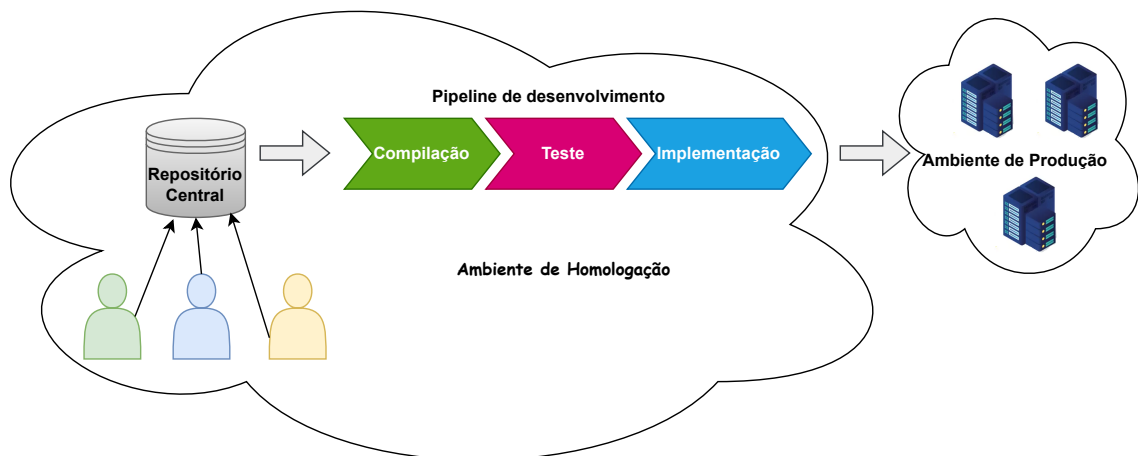 Pipeline de desenvolvimento
Repositório
Central
Compilação
Teste
Implementação
Ambiente de Produção
Ambiente de Homologação